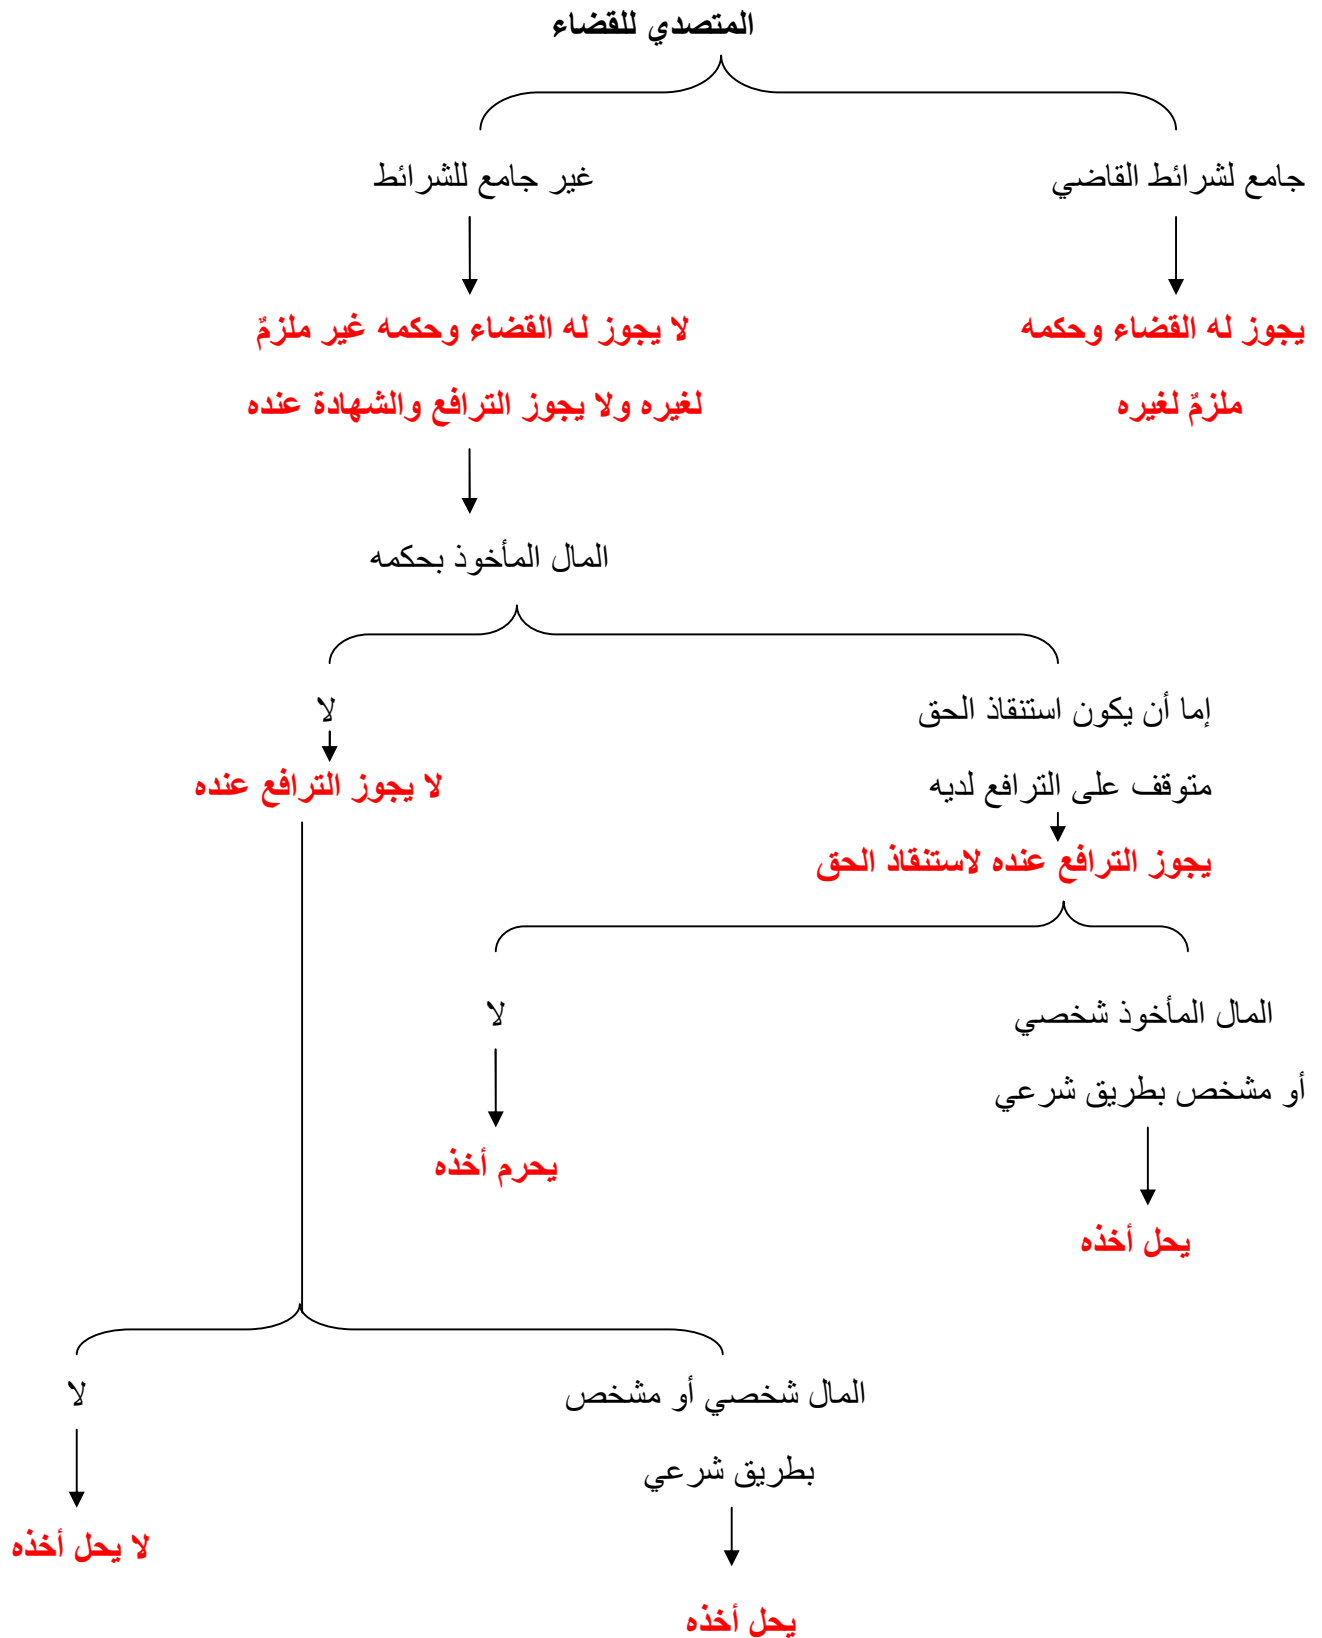 المتصدي للقضاء
جامع لشرائط القاضي
غير جامع للشرائط
يجوز له القضاء وحكمه
ملزمٌ لغيره
لا يجوز له القضاء وحكمه غير ملزمٌ
لغيره ولا يجوز الترافع والشهادة عنده
المال المأخوذ بحكمه
إما أن يكون استنقاذ الحق
متوقف على الترافع لديه
لا
لا يجوز الترافع عنده
يجوز الترافع عنده لاستنقاذ الحق
المال المأخوذ شخصي
أو مشخص بطريق شرعي
لا
يحرم أخذه
يحل أخذه
المال شخصي أو مشخص
بطريق شرعي
لا
لا يحل أخذه
يحل أخذه